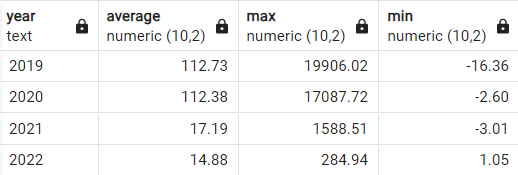 year average max min
text numeric (10,2) numeric (10,2) numeric (10,2)
2019 112.73 19906.02 -16.36
2020 112.38 17087.72 -2.60
2021 17.19 1588.51 -3.01
2022 14.88 284.94 1.05